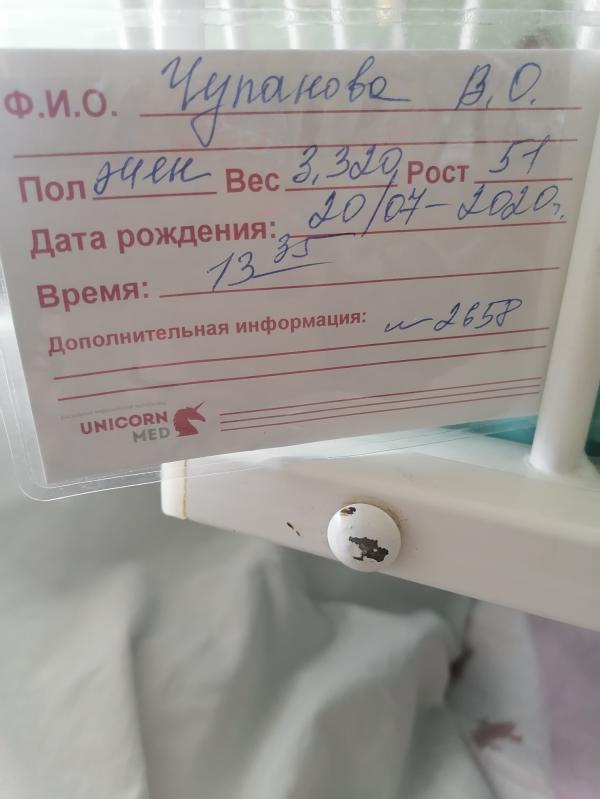 Ф.И.О. Чупанова В.О.
Пол жен Вес 3,320 Рост 51
Дата рождения: 20/07-2020г.
Время: 13 35
Дополнительная информация: 2658
UNICORN
MED